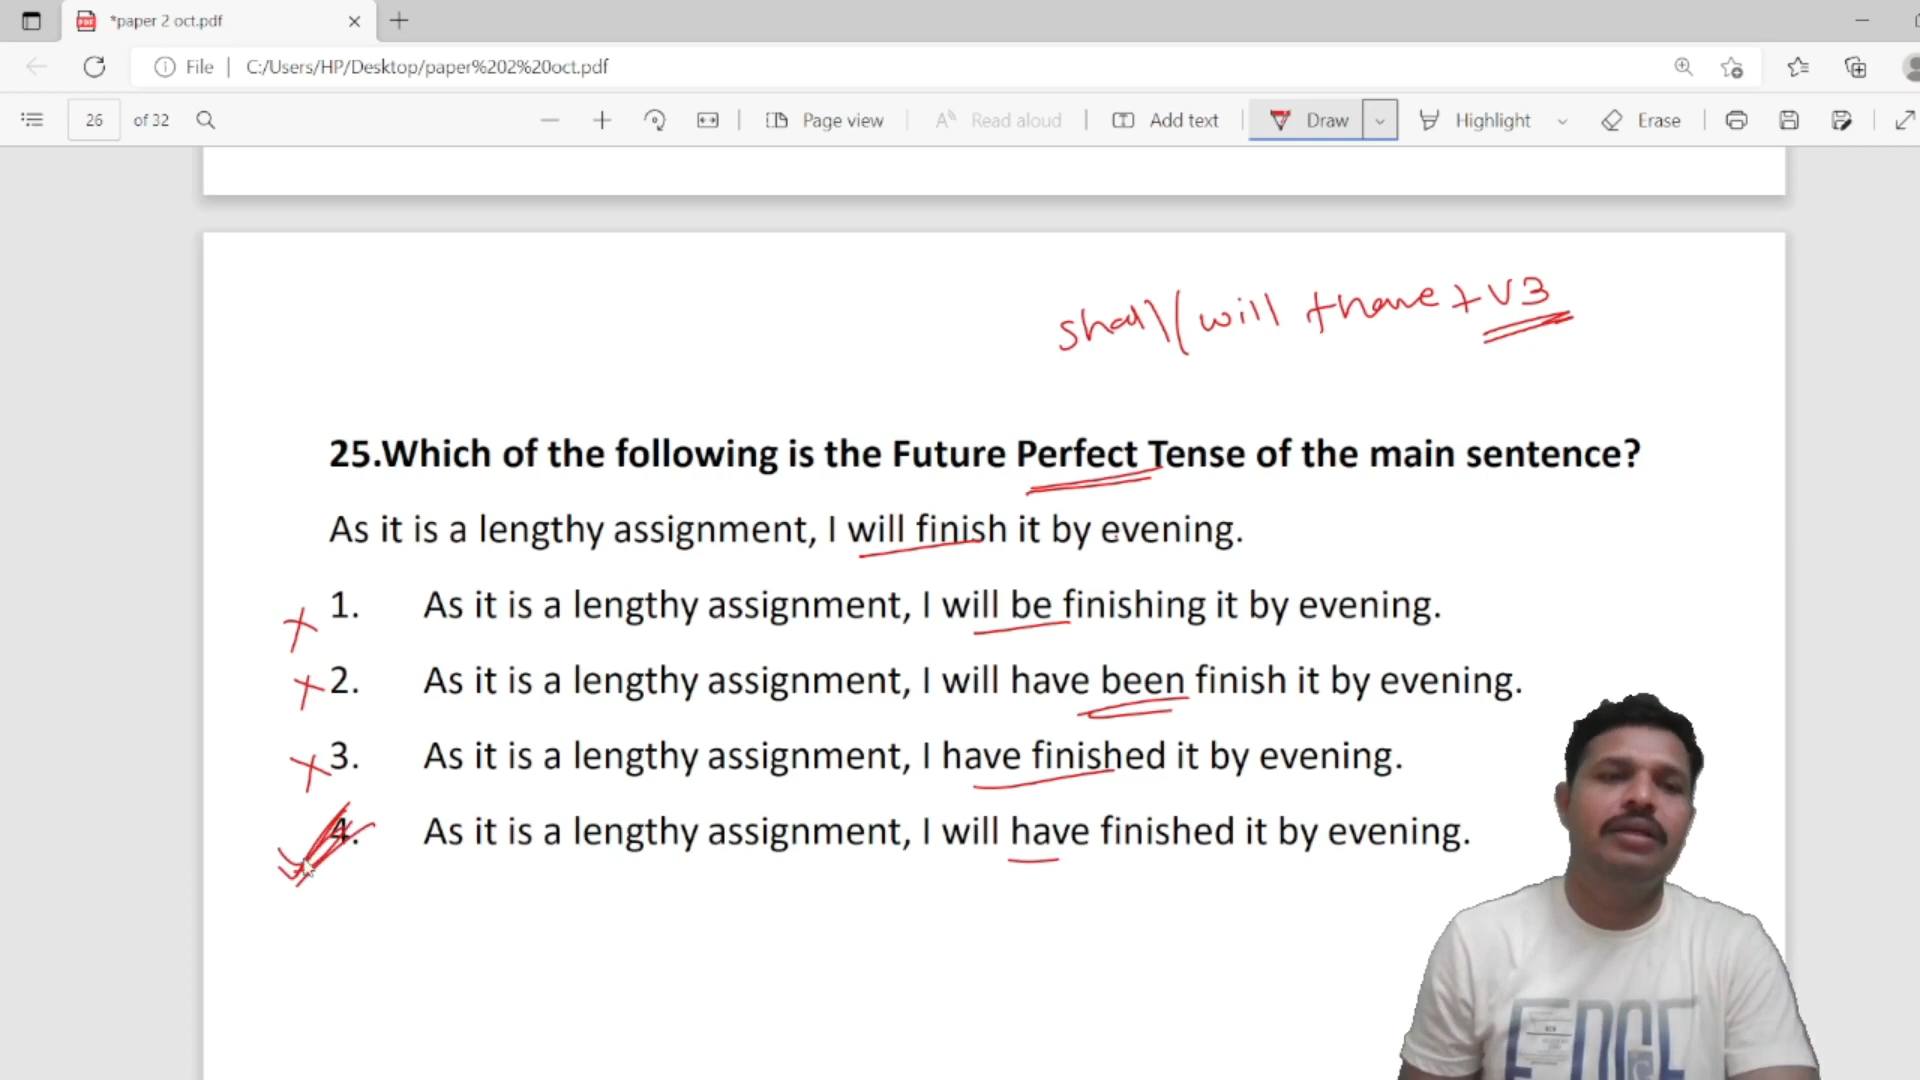 *paper 2 oct.pdf
File | C:/Users/HP/Desktop/paper%202%20oct.pdf
26 of 32 Page view Read aloud Add text Draw Highlight Erase
shall/will + have + V3
25.Which of the following is the Future Perfect Tense of the main sentence?
As it is a lengthy assignment, I will finish it by evening.
1. As it is a lengthy assignment, I will be finishing it by evening.
2. As it is a lengthy assignment, I will have been finish it by evening.
3. As it is a lengthy assignment, I have finished it by evening.
4. As it is a lengthy assignment, I will have finished it by evening.